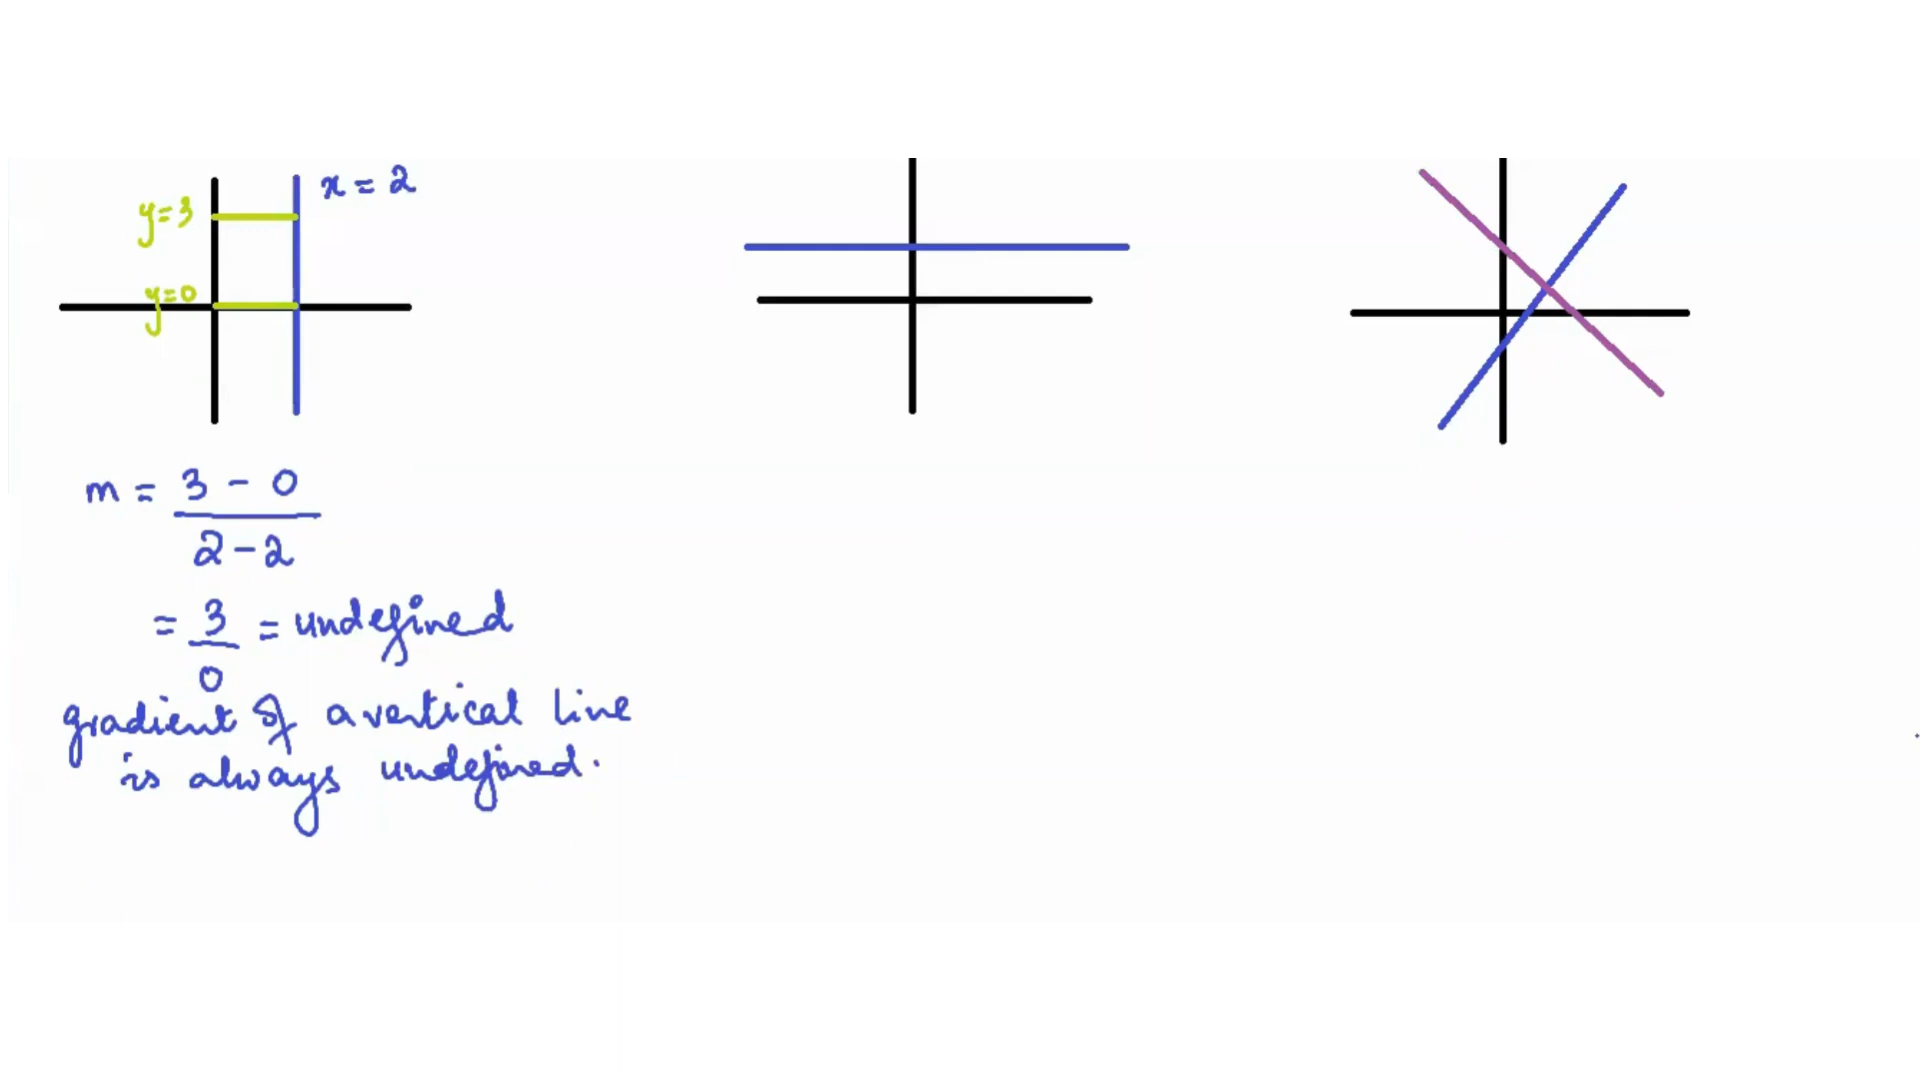 x = 2
y=3
y=0
m = 3 - 0
2 - 2
= 3 = undefined
0
gradient of a vertical line
is always undefined.